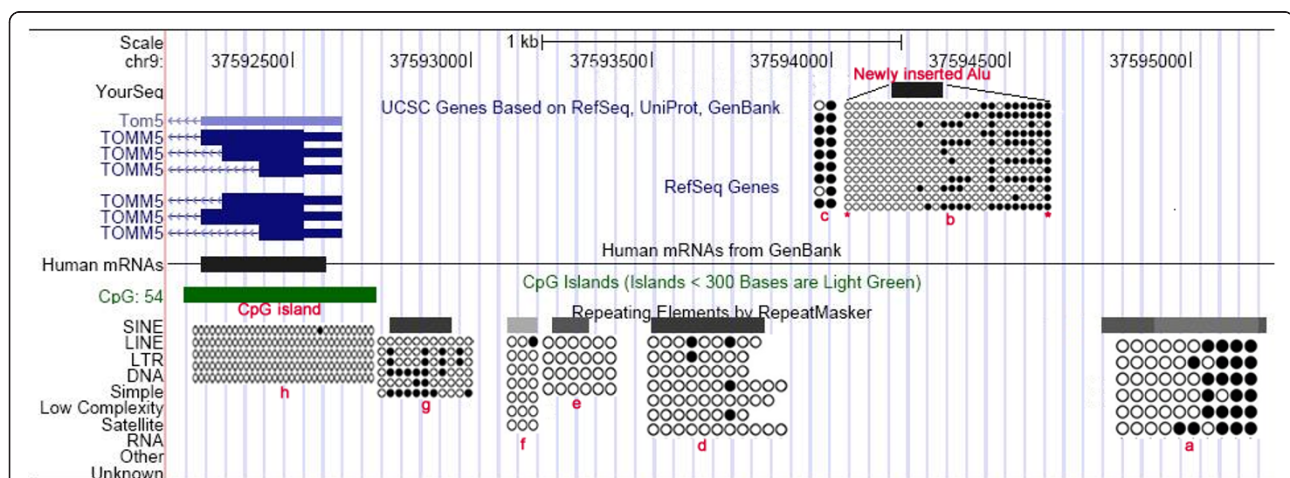 Scale 1 kb
chr9: 37592500 37593000 37593500 37594000 37594500 37595000
Newly inserted Alu
YourSeq
UCSC Genes Based on RefSeq, UniProt, GenBank
Tom5
TOMM5
TOMM5
TOMM5
RefSeq Genes
TOMM5
TOMM5
TOMM5
c * b *
Human mRNAs from GenBank
Human mRNAs
CpG Islands (Islands < 300 Bases are Light Green)
CpG: 54
CpG island
Repeating Elements by RepeatMasker
SINE
LINE
LTR
DNA
Simple
Low Complexity
Satellite
RNA
Other
Unknown
h g f e d a